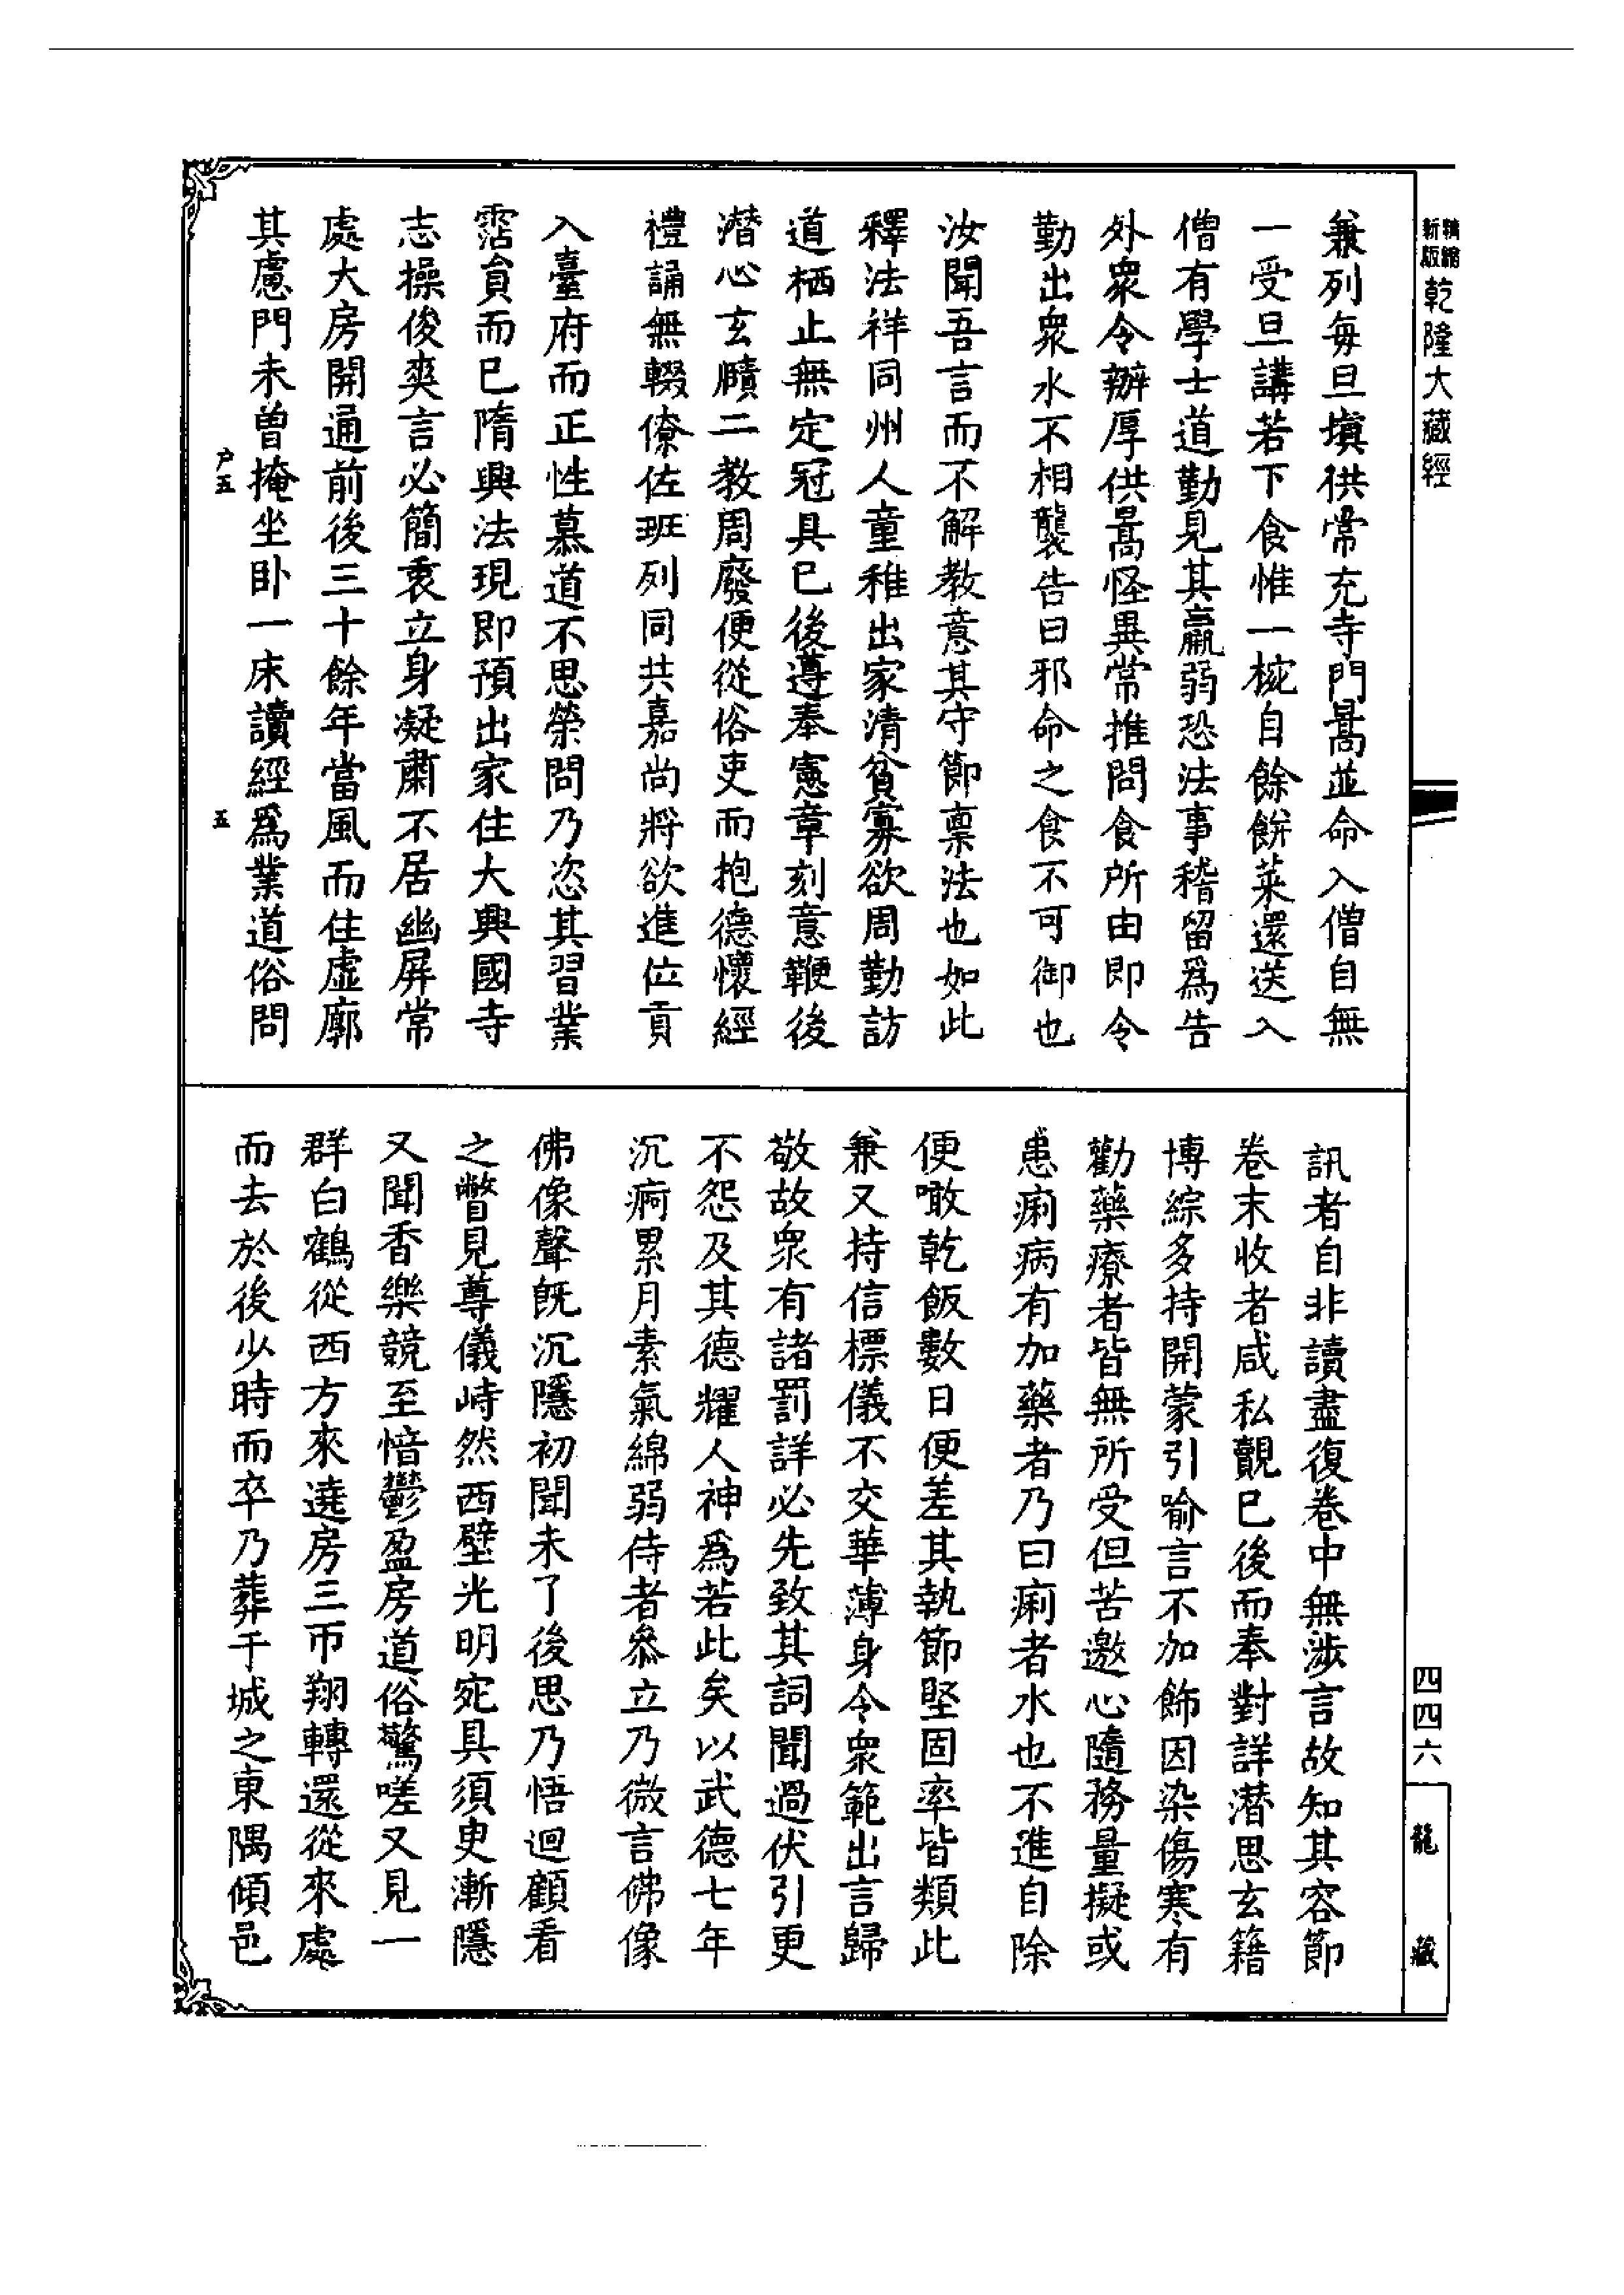 新版精縮乾隆大藏經
兼列每旦填供常充寺門暠並命入僧自無
一受旦講若下食惟一椀自餘餅菜還送入
僧有學士道勤見其羸弱恐法事稽留爲告
外衆令辦厚供暠怪異常推問食所由即令
勤出衆水不相襲告曰邪命之食不可御也
汝聞吾言而不解教意其守節禀法也如此
釋法祥同州人童稚出家清貧寡欲周勤訪
道栖止無定冠具已後遵奉憲章刻意鞭後
潛心玄賾二教周廢便從俗吏而抱德懷經
禮誦無輟僚佐班列同共嘉尚將欲進位貢
入臺府而正性慕道不思榮問乃恣其習業
霑貟而已隋興法現即預出家住大興國寺
志操俊爽言必簡衷立身凝肅不居幽屏常
處大房開通前後三十餘年當風而住虛廓
其慮門未曾掩坐卧一床讀經爲業道俗問
戶五 五
訊者自非讀盡復卷中無涉言故知其容節
卷末收者咸私覿已後而奉對詳潛思玄籍
博綜多持開蒙引喻言不加飾因染傷寒有
勸藥療者皆無所受但苦邀心隨務量擬或
患痢病有加藥者乃曰痢者水也不進自除
便噉乾飯數日便差其執節堅固率皆類此
兼又持信標儀不交華薄身令衆範出言歸
敬故衆有諸罰詳必先致其詞聞過伏引更
不怨及其德耀人神爲若此矣以武德七年
沉痾累月素氣綿弱侍者叅立乃微言佛像
佛像聲旣沉隱初聞未了後思乃悟迴顧看
之瞥見尊儀峙然西壁光明宛具須臾漸隱
又聞香樂競至愔鬱盈房道俗驚嗟又見一
群白鶴從西方來遶房三帀翔轉還從來處
而去於後少時而卒乃葬于城之東隅傾邑
四四六
龍藏